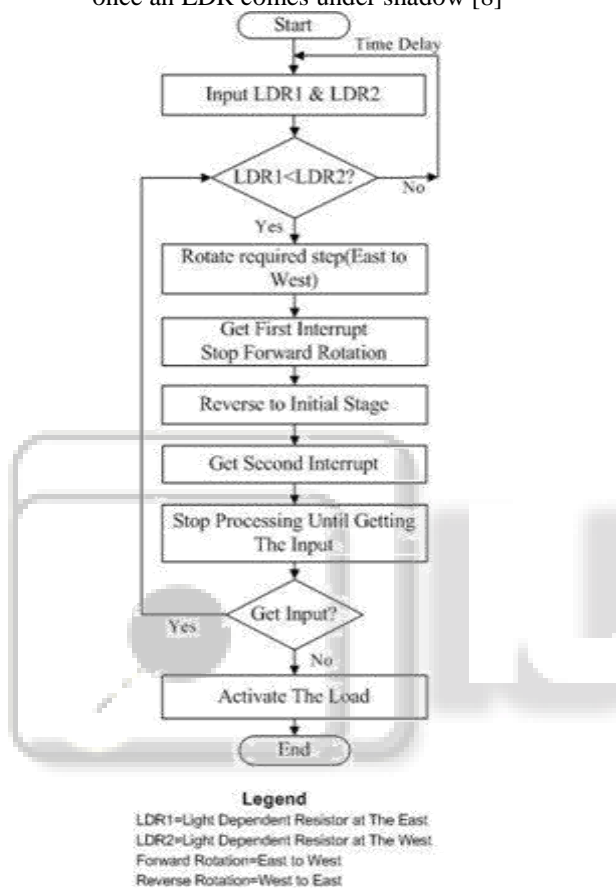 once an LDR comes under shadow [8]
Start
Time Delay
Input LDR1 & LDR2
LDR1<LDR2?
No
Yes
Rotate required step(East to
West)
Get First Interrupt
Stop Forward Rotation
Reverse to Initial Stage
Get Second Interrupt
Stop Processing Until Getting
The Input
Get Input?
Yes
No
Activate The Load
End
Legend
LDR1=Light Dependent Resistor at The East
LDR2=Light Dependent Resistor at The West
Forward Rotation=East to West
Reverse Rotation=West to East